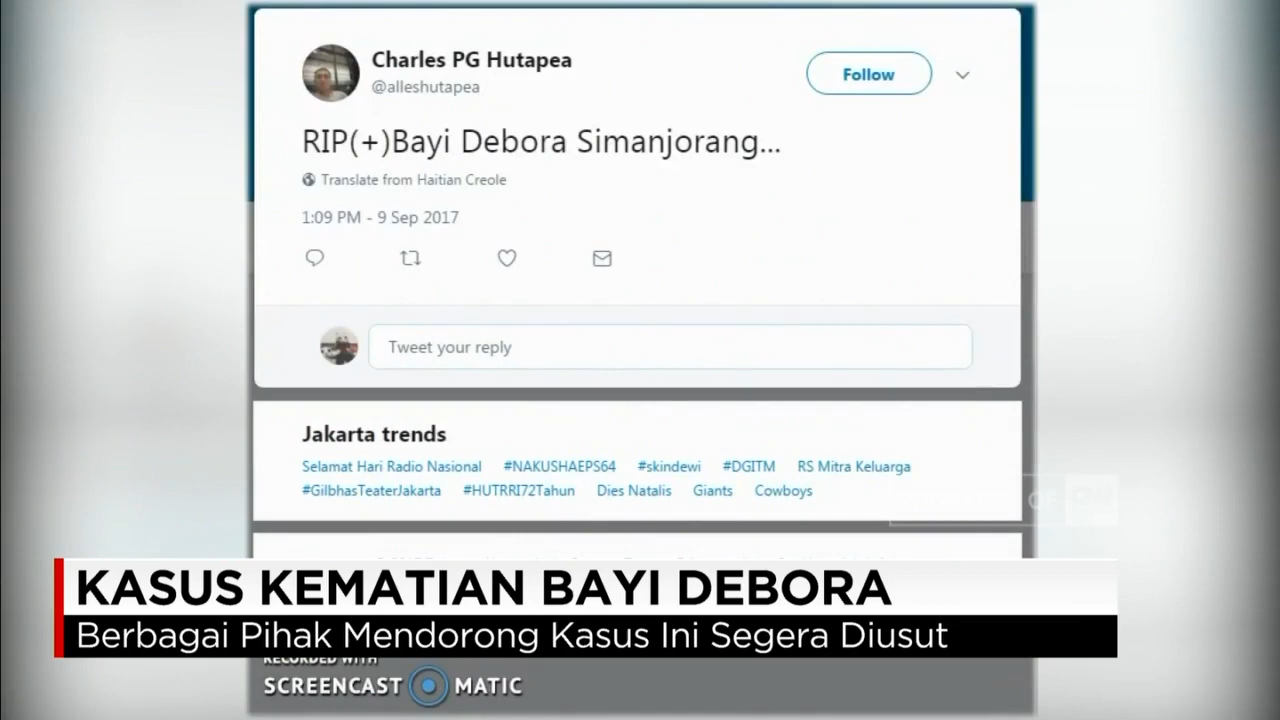 Charles PG Hutapea
Follow
@alleshutapea
RIP(+)Bayi Debora Simanjorang...
Translate from Haitian Creole
1:09 PM - 9 Sep 2017
Tweet your reply
Jakarta trends
Selamat Hari Radio Nasional #NAKUSHAEPS64 #skindewi #DGITM RS Mitra Keluarga
#GilbhasTeaterJakarta #HUTRRI72Tahun Dies Natalis Giants Cowboys
OF
KASUS KEMATIAN BAYI DEBORA
Berbagai Pihak Mendorong Kasus Ini Segera Diusut
RECORDED WITH
SCREENCAST MATIC